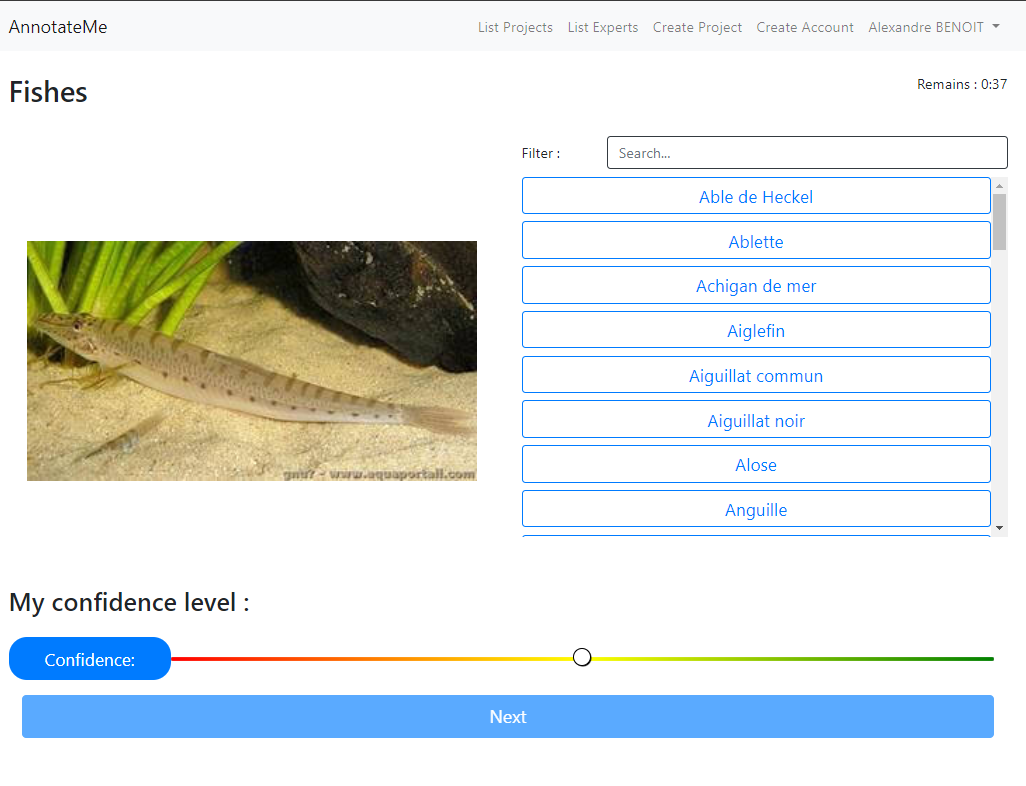 AnnotateMe
List Projects List Experts Create Project Create Account Alexandre BENOIT
Fishes
Remains : 0:37
Filter :
Search...
Able de Heckel
Ablette
Achigan de mer
Aiglefin
Aiguillat commun
Aiguillat noir
Alose
Anguille
gnu? - www.aquaportail.com
My confidence level :
Confidence:
Next